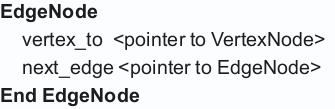 EdgeNode
vertex_to <pointer to VertexNode>
next_edge <pointer to EdgeNode>
End EdgeNode